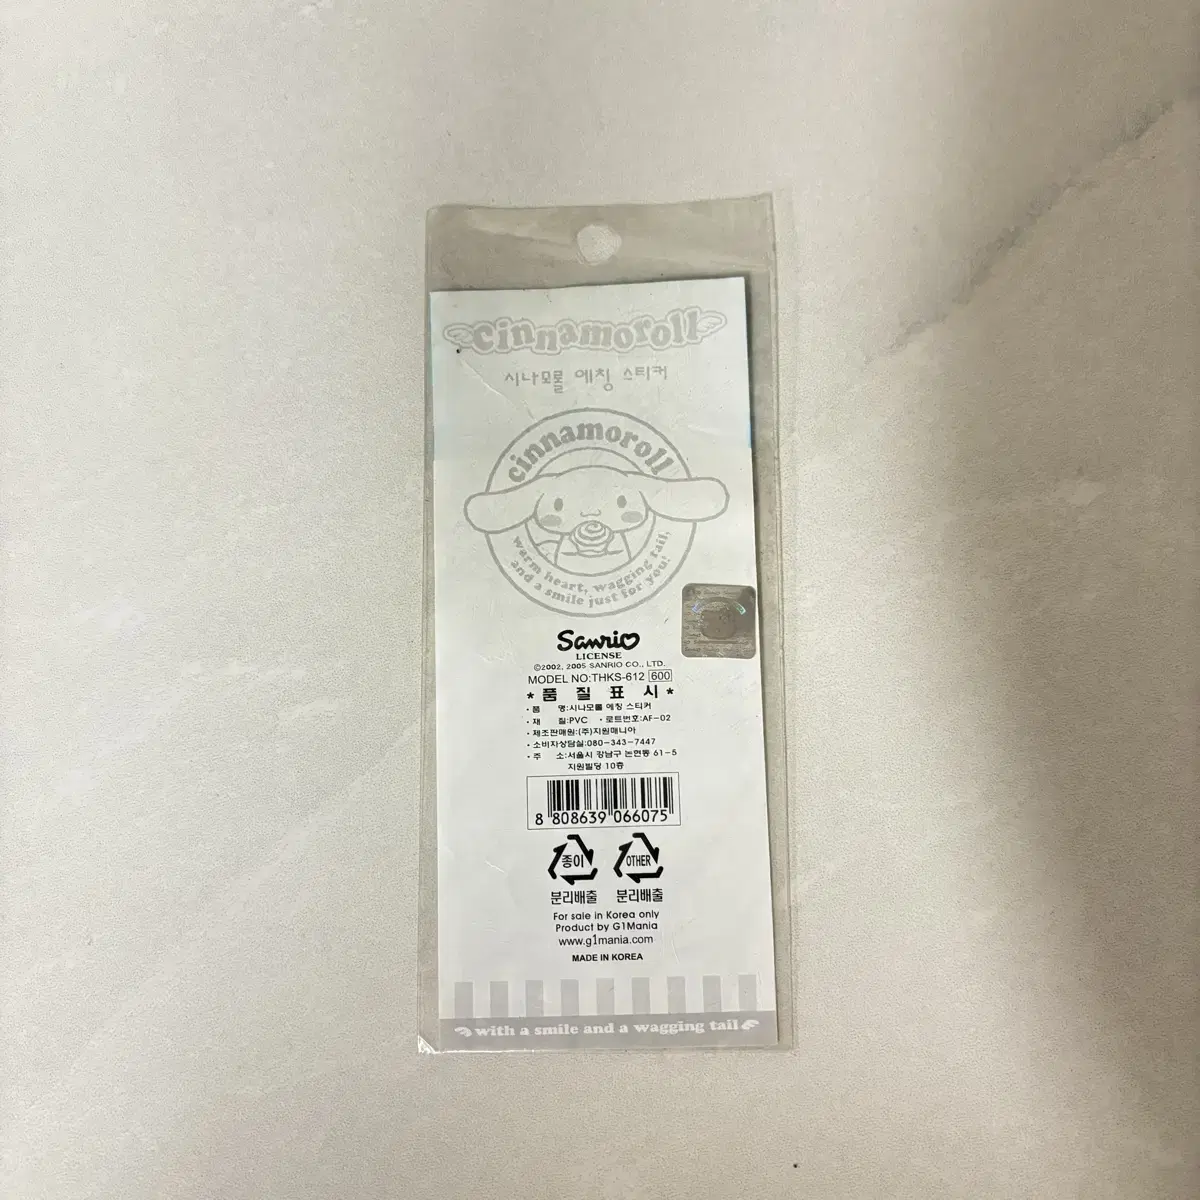 cinnamoroll
시나모롤 에칭 스티커
cinnamoroll
warm heart, wagging tail,
and a smile just for you!
Sanrio
LICENSE
©2002, 2005 SANRIO CO., LTD.
MODEL NO:THKS-612 600
* 품 질 표 시 *
· 품 명:시나모롤 에칭 스티커
· 재 질:PVC · 로트번호:AF-02
· 제조판매원:(주)지원매니아
· 소비자상담실:080-343-7447
· 주 소:서울시 강남구 논현동 61-5
지원빌딩 10층
8 808639 066075
종이 OTHER
분리배출 분리배출
For sale in Korea only
Product by G1Mania
www.g1mania.com
MADE IN KOREA
with a smile and a wagging tail